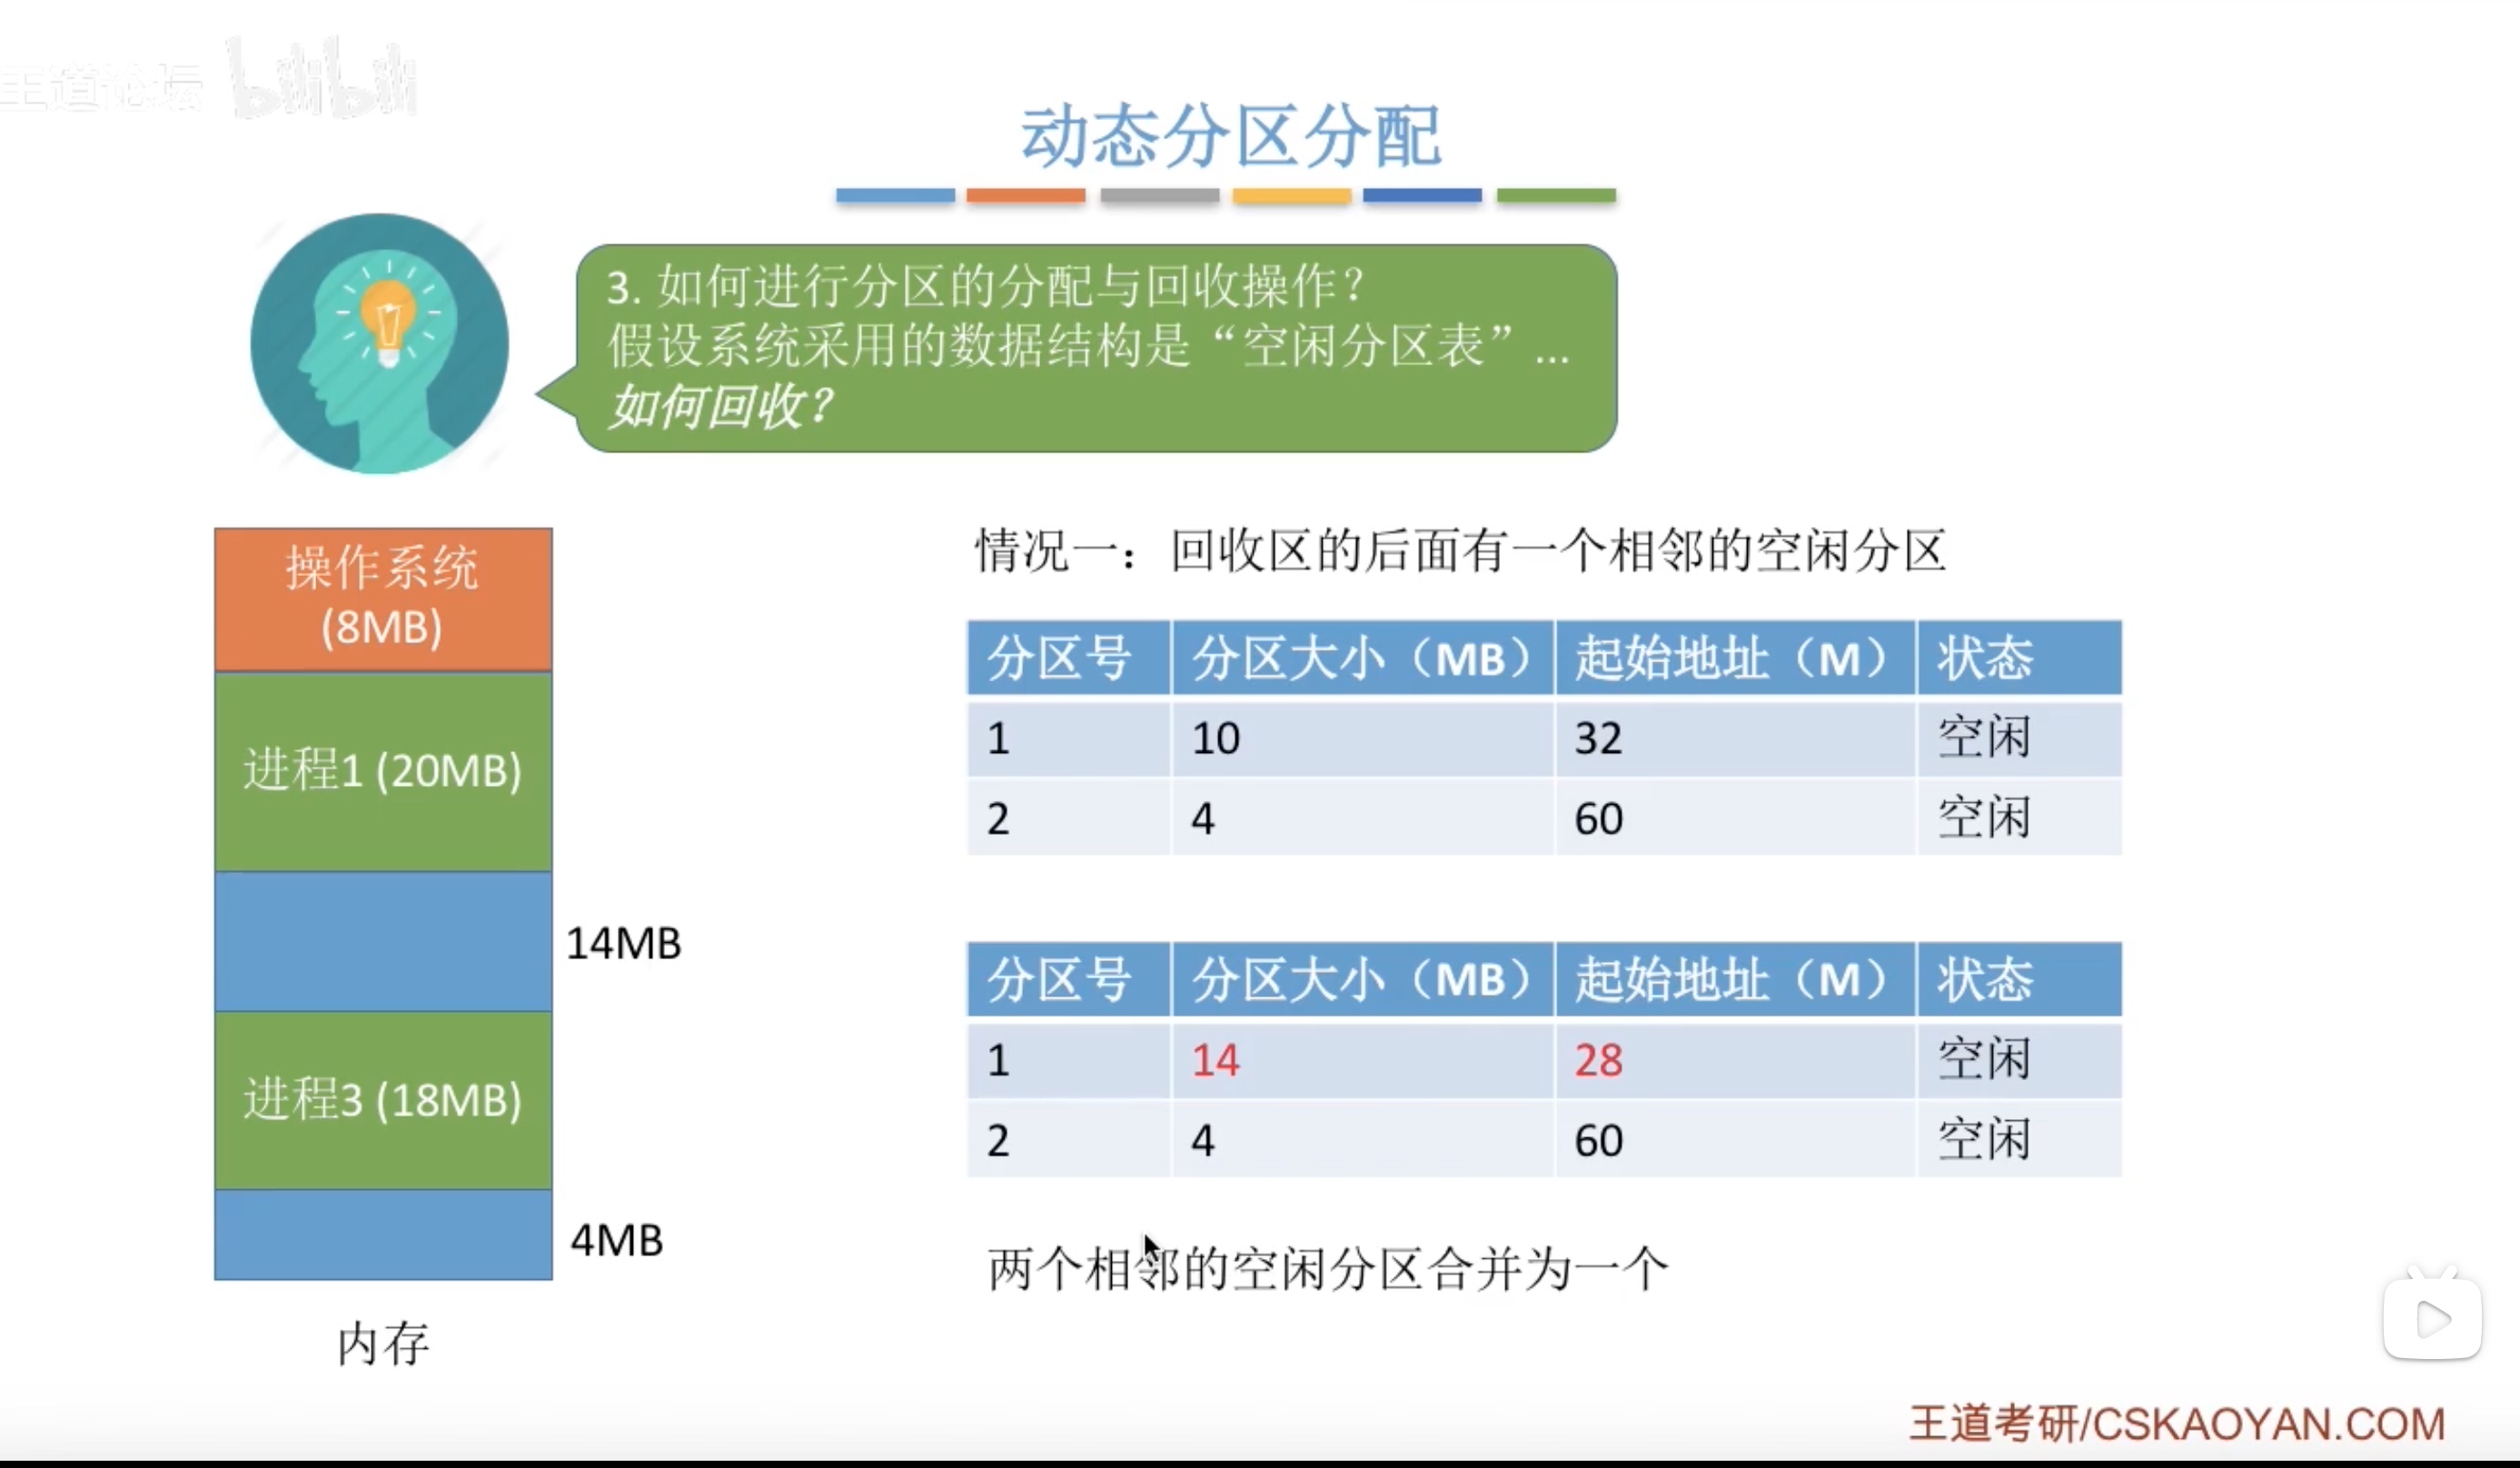 王道论坛 bilibili
动态分区分配
3. 如何进行分区的分配与回收操作？
假设系统采用的数据结构是“空闲分区表”...
如何回收？
操作系统
(8MB)
进程1 (20MB)
14MB
进程3 (18MB)
4MB
内存
情况一：回收区的后面有一个相邻的空闲分区
分区号 分区大小（MB） 起始地址（M） 状态
1 10 32 空闲
2 4 60 空闲
分区号 分区大小（MB） 起始地址（M） 状态
1 14 28 空闲
2 4 60 空闲
两个相邻的空闲分区合并为一个
王道考研/CSKAOYAN.COM